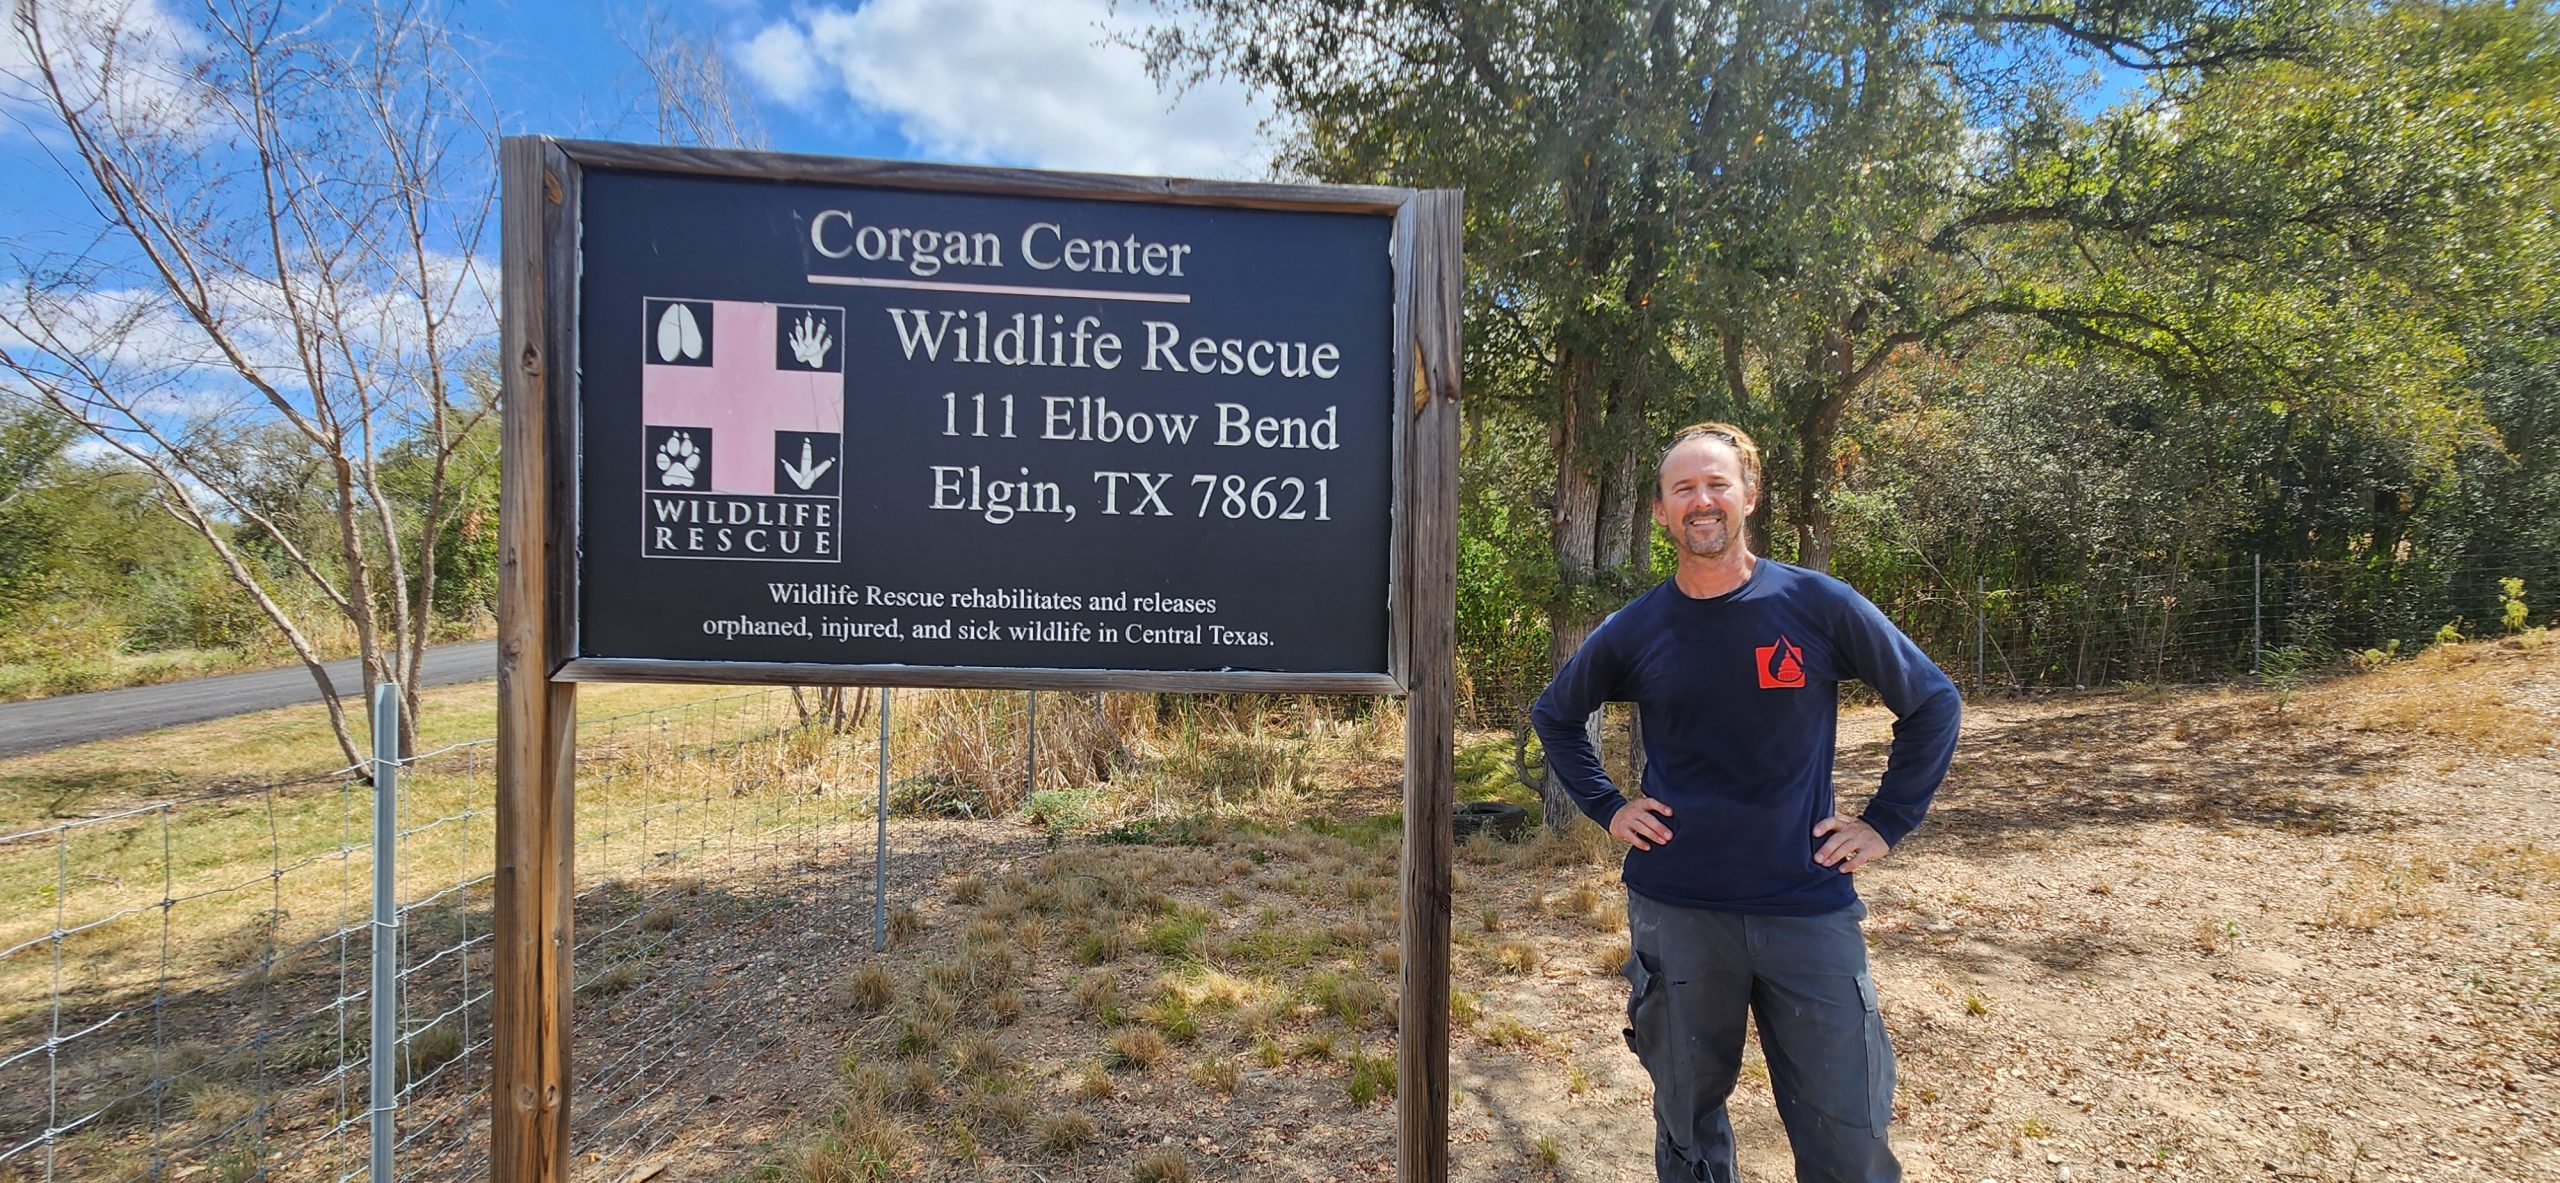 Corgan Center
Wildlife Rescue
111 Elbow Bend
Elgin, TX 78621
WILDLIFE
RESCUE
Wildlife Rescue rehabilitates and releases
orphaned, injured, and sick wildlife in Central Texas.